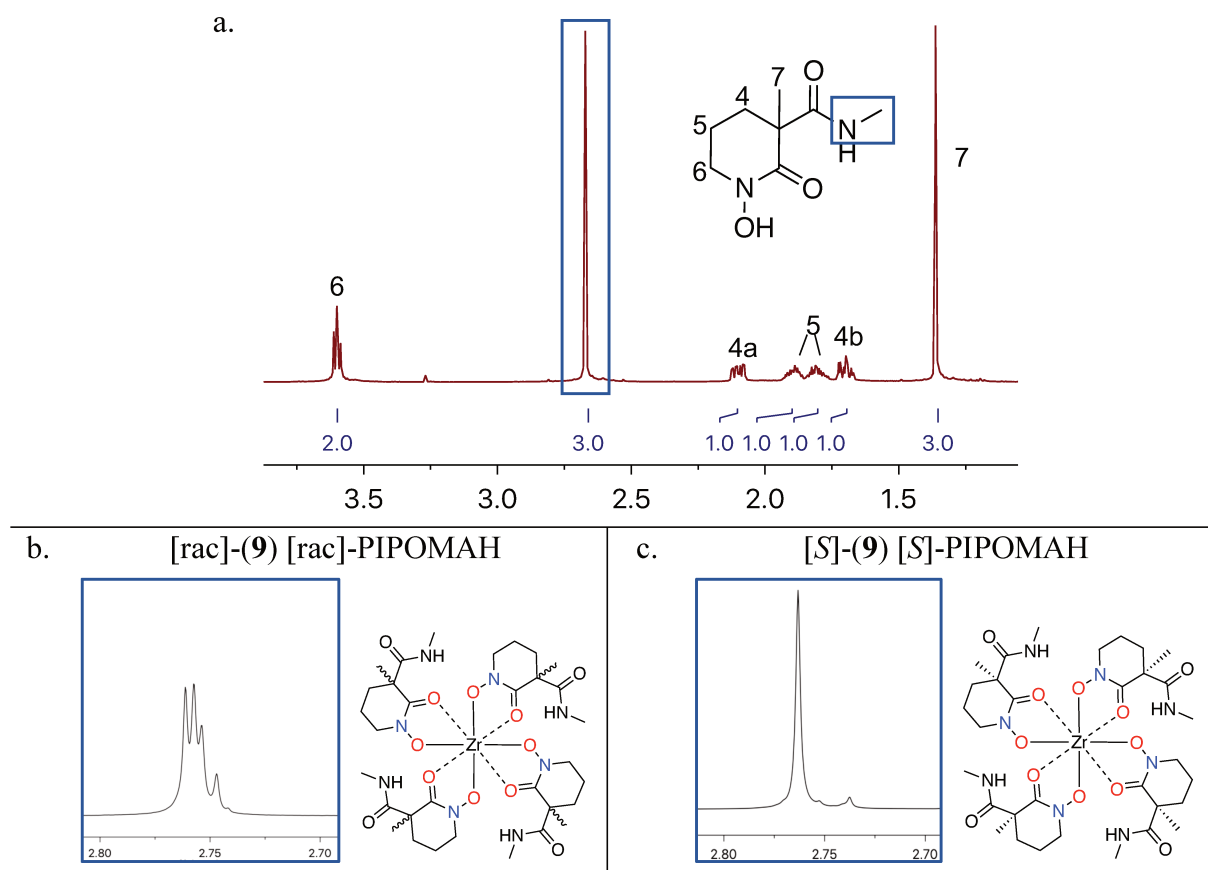 a.
7
O
4
5
N
H
7
6
N
O
OH
6
5
4a
4b
2.0 3.0 1.0 1.0 1.0 1.0 3.0
3.5 3.0 2.5 2.0 1.5
b. [rac]-(9) [rac]-PIPOMAH
O
NH
O
N
O
N
O
O
O
HN
O
Zr
O
NH
O
O
N
O
O
N
O
HN
O
2.80 2.75 2.70
c. [S]-(9) [S]-PIPOMAH
O
NH
O
N
O
N
O
O
O
HN
O
Zr
O
NH
O
O
N
O
O
N
O
HN
O
2.80 2.75 2.70